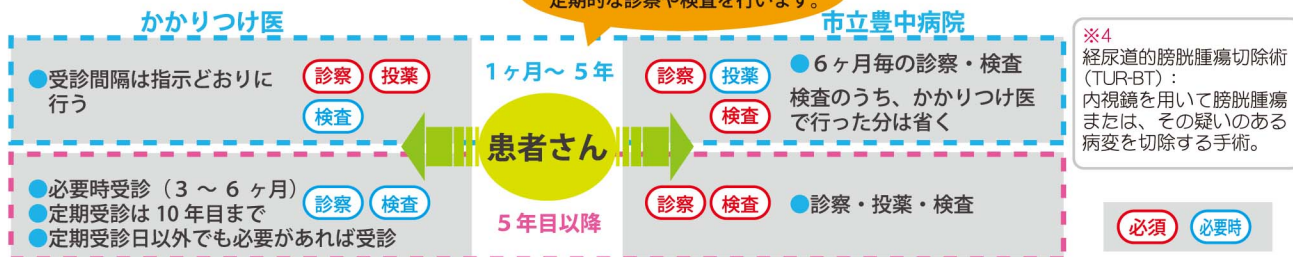 定期的な診察や検査を行います。
かかりつけ医
市立豊中病院
●受診間隔は指示どおりに
行う
診察 投薬
検査
1ヶ月〜5年
診察 投薬
検査
●6ヶ月毎の診察・検査
検査のうち、かかりつけ医
で行った分は省く
患者さん
●必要時受診（3〜6ヶ月）
●定期受診は10年目まで
●定期受診日以外でも必要があれば受診
診察 検査
5年目以降
診察 検査
●診察・投薬・検査
※4
経尿道的膀胱腫瘍切除術
(TUR-BT)：
内視鏡を用いて膀胱腫瘍
または、その疑いのある
病変を切除する手術。
必須 必要時